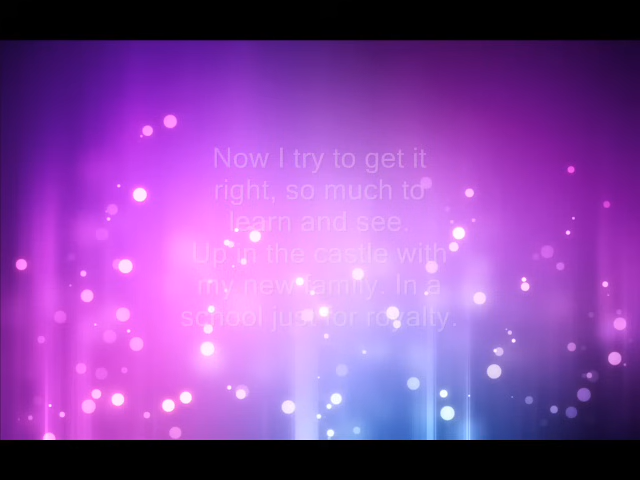 Now I try to get it
right, so much to
learn and see.
Up in the castle with
my new family. In a
school just for royalty.